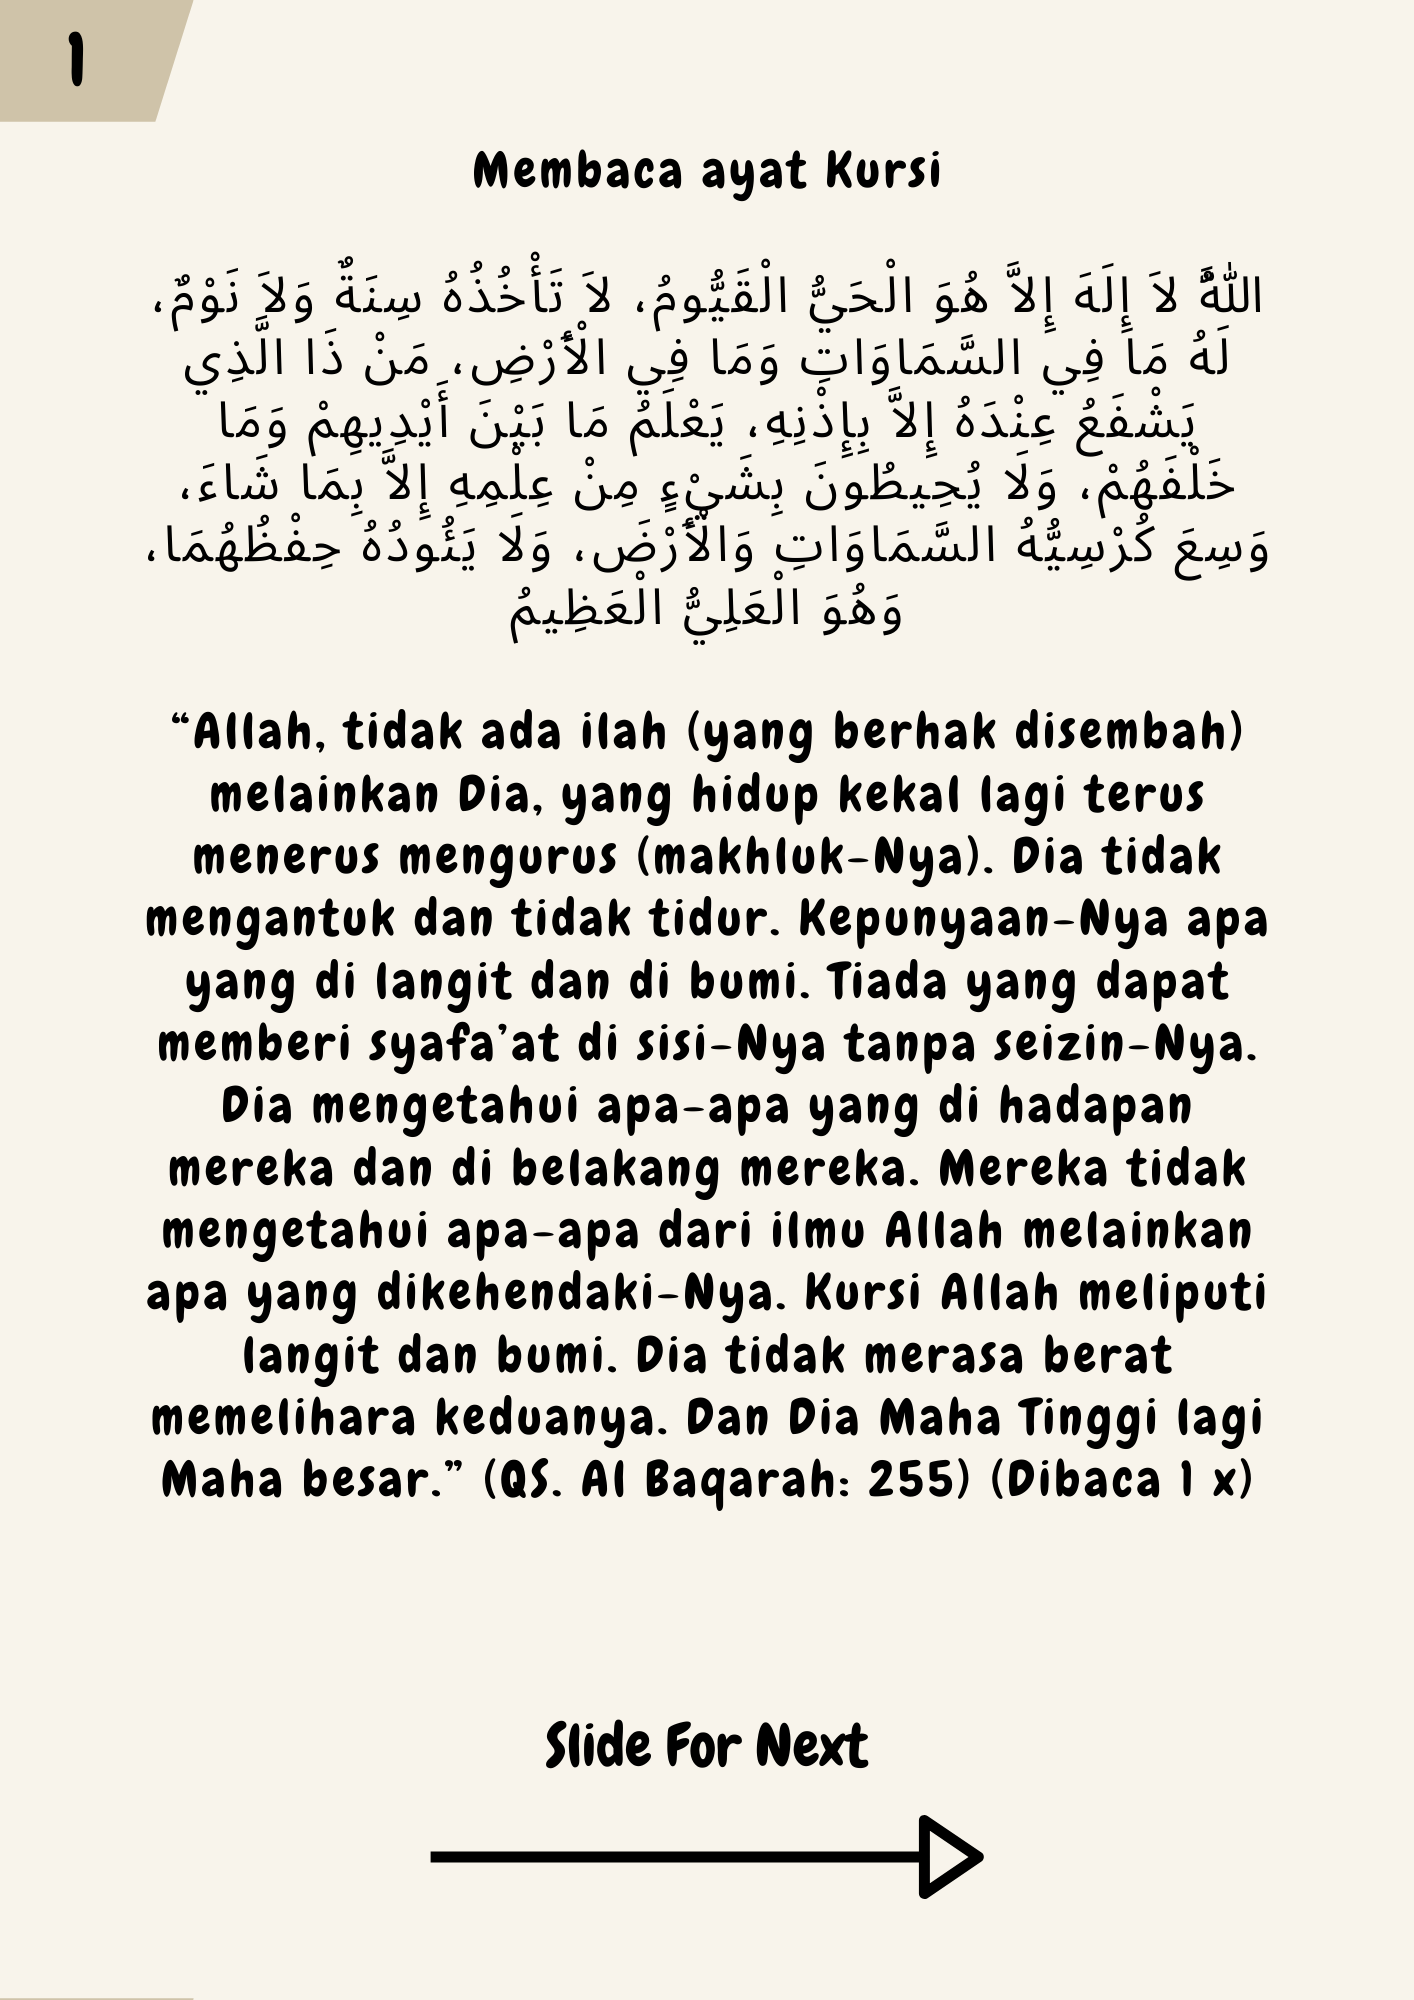 1
Membaca ayat Kursi
اللَّهُ لاَ إِلَهَ إِلاَّ هُوَ الْحَيُّ الْقَيُّومُ، لاَ تَأْخُذُهُ سِنَةٌ وَلاَ نَوْمٌ،
لَهُ مَا فِي السَّمَاوَاتِ وَمَا فِي الْأَرْضِ، مَنْ ذَا الَّذِي
يَشْفَعُ عِنْدَهُ إِلاَّ بِإِذْنِهِ، يَعْلَمُ مَا بَيْنَ أَيْدِيهِمْ وَمَا
خَلْفَهُمْ، وَلَا يُحِيطُونَ بِشَيْءٍ مِنْ عِلْمِهِ إِلاَّ بِمَا شَاءَ،
وَسِعَ كُرْسِيُّهُ السَّمَاوَاتِ وَالْأَرْضَ، وَلَا يَئُودُهُ حِفْظُهُمَا،
وَهُوَ الْعَلِيُّ الْعَظِيمُ
“Allah, tidak ada ilah (yang berhak disembah)
melainkan Dia, yang hidup kekal lagi terus
menerus mengurus (makhluk-Nya). Dia tidak
mengantuk dan tidak tidur. Kepunyaan-Nya apa
yang di langit dan di bumi. Tiada yang dapat
memberi syafa’at di sisi-Nya tanpa seizin-Nya.
Dia mengetahui apa-apa yang di hadapan
mereka dan di belakang mereka. Mereka tidak
mengetahui apa-apa dari ilmu Allah melainkan
apa yang dikehendaki-Nya. Kursi Allah meliputi
langit dan bumi. Dia tidak merasa berat
memelihara keduanya. Dan Dia Maha Tinggi lagi
Maha besar.” (QS. Al Baqarah: 255) (Dibaca 1 x)
Slide For Next